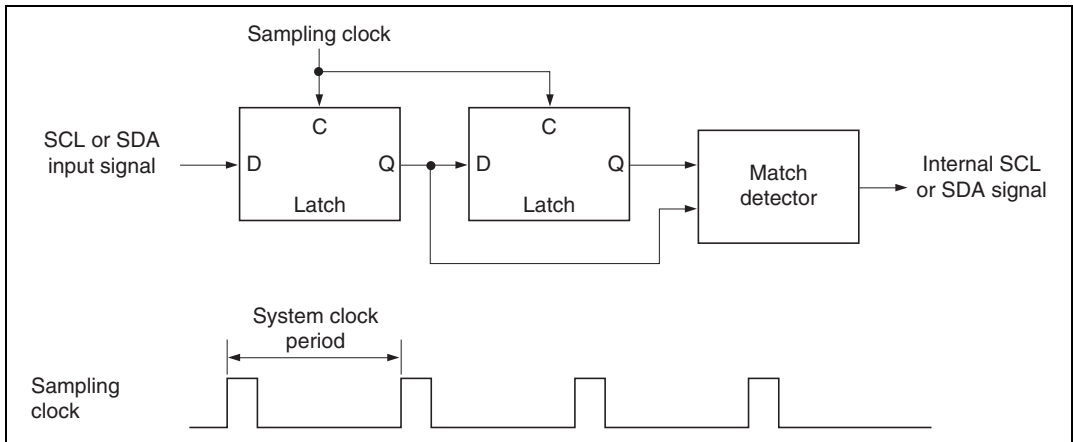 Sampling clock
SCL or SDA
input signal
C
D
Q
Latch
C
D
Q
Latch
Match
detector
Internal SCL
or SDA signal
System clock
period
Sampling
clock